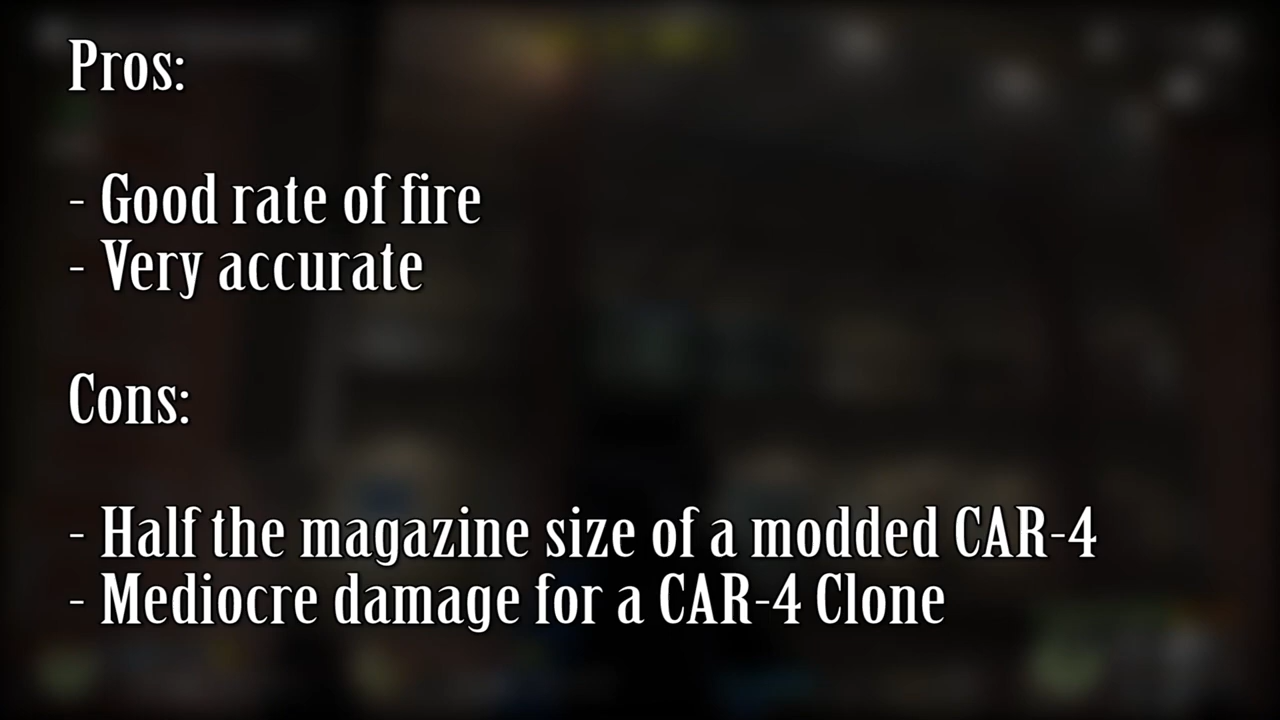 Pros:
- Good rate of fire
- Very accurate
Cons:
- Half the magazine size of a modded CAR-4
- Mediocre damage for a CAR-4 Clone